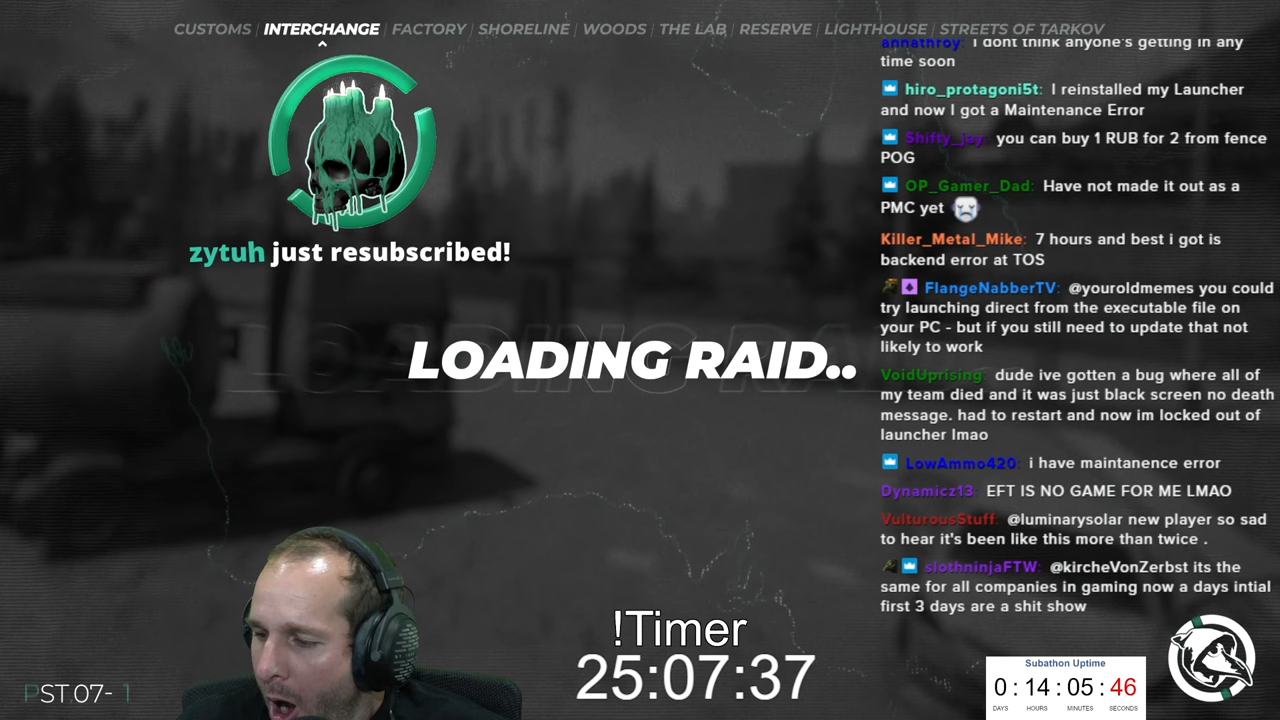 CUSTOMS / INTERCHANGE / FACTORY / SHORELINE / WOODS / THE LAB / RESERVE / LIGHTHOUSE / STREETS OF TARKOV
zytuh just resubscribed!
LOADING RAID..
annathroy: I dont think anyone's getting in any
time soon
hiro_protagoni5t: I reinstalled my Launcher
and now I got a Maintenance Error
Shifty_jay: you can buy 1 RUB for 2 from fence
POG
OP_Gamer_Dad: Have not made it out as a
PMC yet
Killer_Metal_Mike: 7 hours and best i got is
backend error at TOS
FlangeNabberTV: @youroldmemes you could
try launching direct from the executable file on
your PC - but if you still need to update that not
likely to work
VoidUprising: dude ive gotten a bug where all of
my team died and it was just black screen no death
message. had to restart and now im locked out of
launcher lmao
LowAmmo420: i have maintanence error
Dynamicz13: EFT IS NO GAME FOR ME LMAO
VulturousStuff: @luminarysolar new player so sad
to hear it's been like this more than twice .
slothninjaFTW: @kircheVonZerbst its the
same for all companies in gaming now a days intial
first 3 days are a shit show
!Timer
25:07:37
Subathon Uptime
0 : 14 : 05 : 46
DAYS HOURS MINUTES SECONDS
PST 07- 1